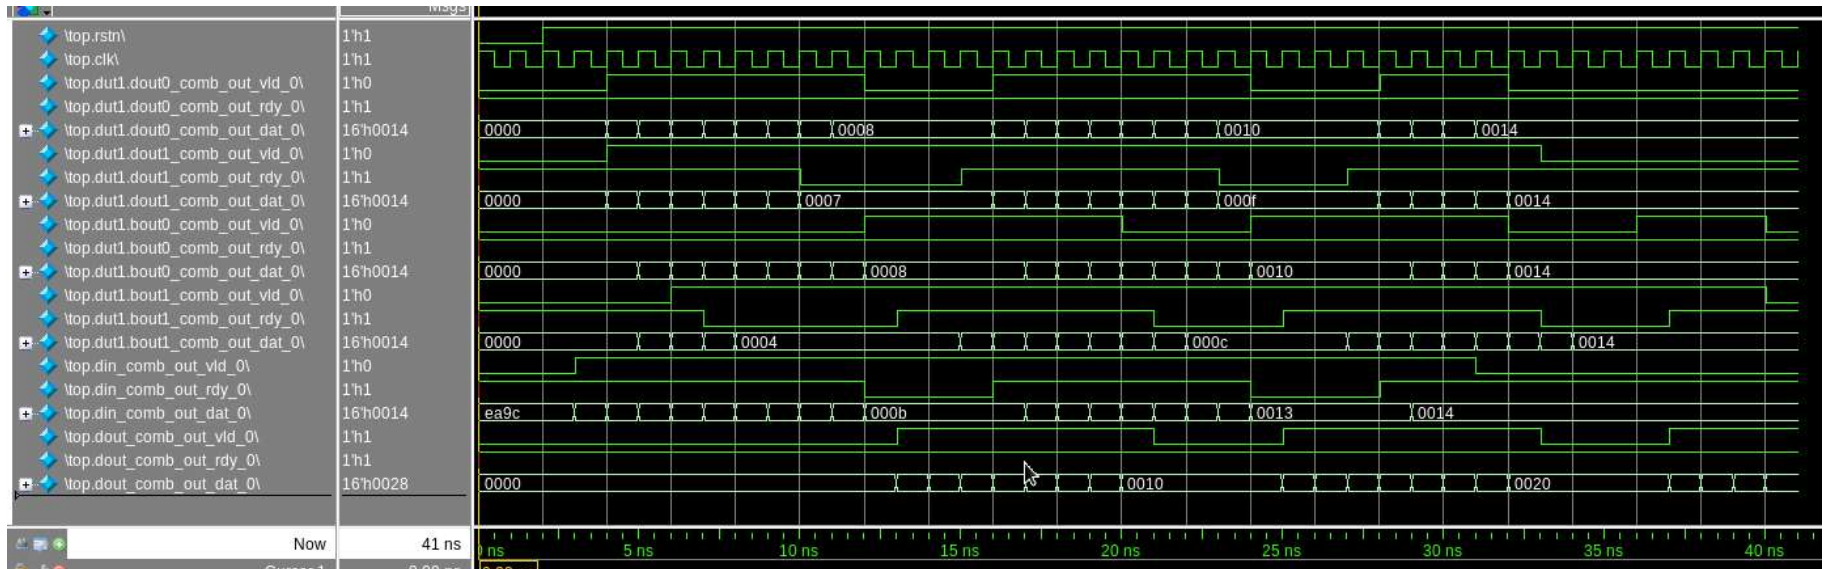 Msgs
\top.rstn\ 1'h1
\top.clk\ 1'h1
\top.dut1.dout0_comb_out_vld_0\ 1'h0
\top.dut1.dout0_comb_out_rdy_0\ 1'h1
\top.dut1.dout0_comb_out_dat_0\ 16'h0014 0000 0008 0010 0014
\top.dut1.dout1_comb_out_vld_0\ 1'h0
\top.dut1.dout1_comb_out_rdy_0\ 1'h1
\top.dut1.dout1_comb_out_dat_0\ 16'h0014 0000 0007 000f 0014
\top.dut1.bout0_comb_out_vld_0\ 1'h0
\top.dut1.bout0_comb_out_rdy_0\ 1'h1
\top.dut1.bout0_comb_out_dat_0\ 16'h0014 0000 0008 0010 0014
\top.dut1.bout1_comb_out_vld_0\ 1'h0
\top.dut1.bout1_comb_out_rdy_0\ 1'h1
\top.dut1.bout1_comb_out_dat_0\ 16'h0014 0000 0004 000c 0014
\top.din_comb_out_vld_0\ 1'h0
\top.din_comb_out_rdy_0\ 1'h1
\top.din_comb_out_dat_0\ 16'h0014 ea9c 000b 0013 0014
\top.dout_comb_out_vld_0\ 1'h1
\top.dout_comb_out_rdy_0\ 1'h1
\top.dout_comb_out_dat_0\ 16'h0028 0000 0010 0020
Now 41 ns ns 5 ns 10 ns 15 ns 20 ns 25 ns 30 ns 35 ns 40 ns